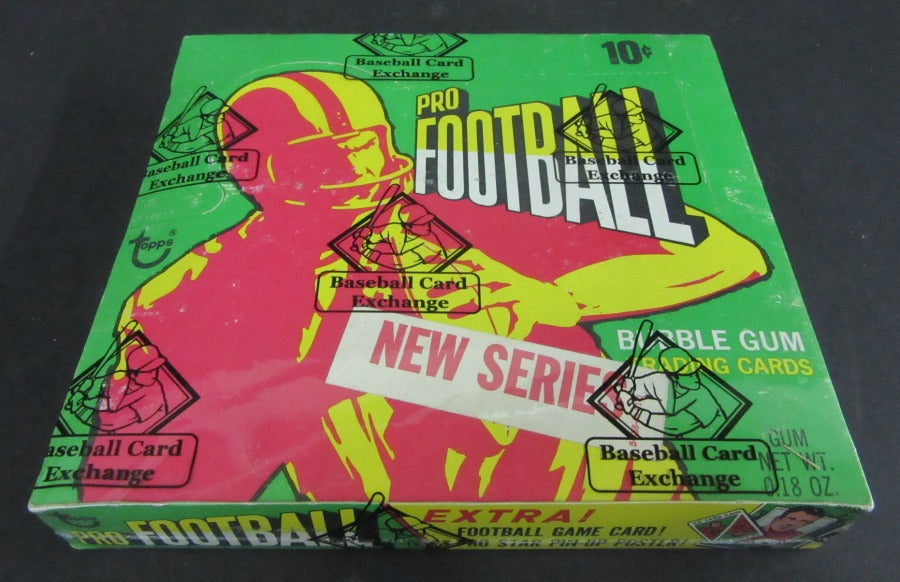 Baseball Card
Exchange
10¢
PRO
FOOTBALL
Baseball Card
Exchange
Baseball Card
Exchange
topps®
Baseball Card
Exchange
NEW SERIES
BUBBLE GUM
TRADING CARDS
Baseball Card
Exchange
Baseball Card
Exchange
GUM
NET WT.
0.18 OZ.
PRO FOOTBALL
EXTRA!
FOOTBALL GAME CARD!
PRO STAR PIN-UP POSTER!